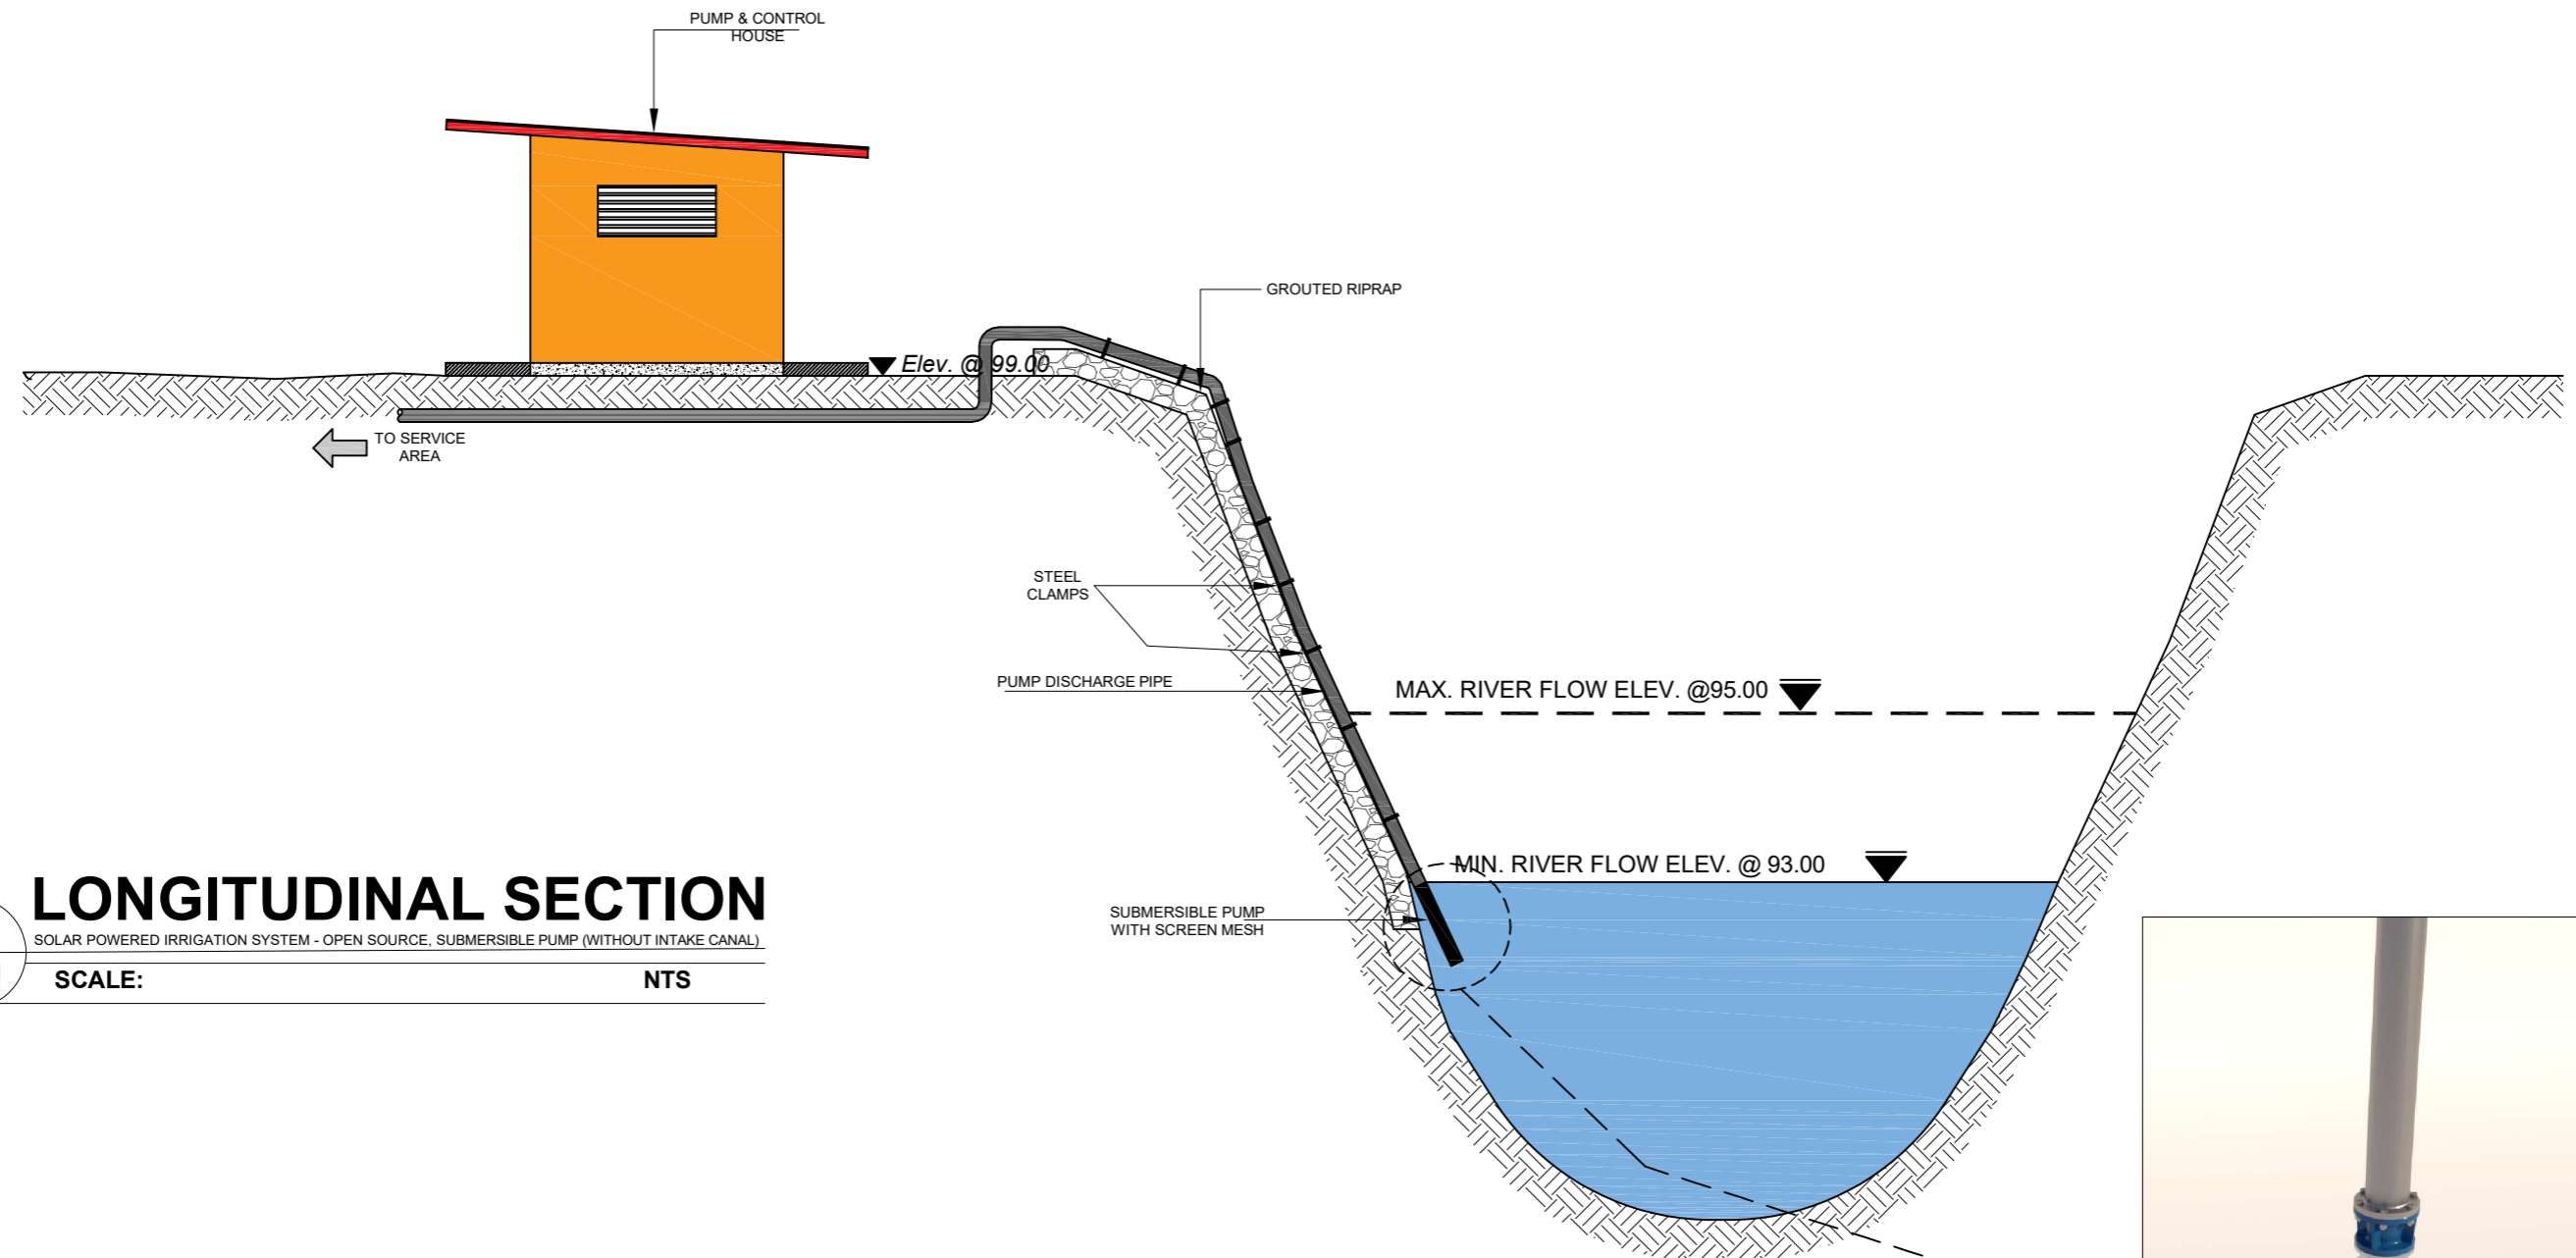 PUMP & CONTROL
HOUSE
GROUTED RIPRAP
Elev. @ 99.00
TO SERVICE
AREA
STEEL
CLAMPS
PUMP DISCHARGE PIPE
MAX. RIVER FLOW ELEV. @95.00
MIN. RIVER FLOW ELEV. @ 93.00
SUBMERSIBLE PUMP
WITH SCREEN MESH
LONGITUDINAL SECTION
SOLAR POWERED IRRIGATION SYSTEM - OPEN SOURCE, SUBMERSIBLE PUMP (WITHOUT INTAKE CANAL)
SCALE: NTS